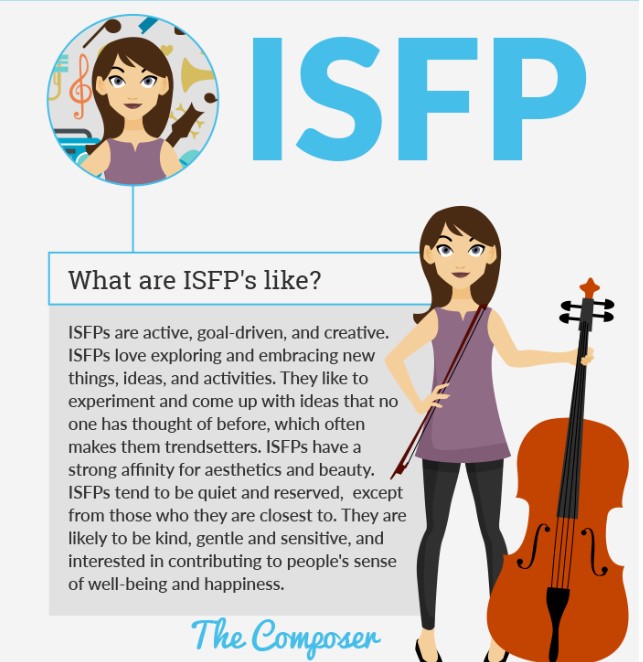 ISFP
What are ISFP's like?
ISFPs are active, goal-driven, and creative.
ISFPs love exploring and embracing new
things, ideas, and activities. They like to
experiment and come up with ideas that no
one has thought of before, which often
makes them trendsetters. ISFPs have a
strong affinity for aesthetics and beauty.
ISFPs tend to be quiet and reserved,  except
from those who they are closest to. They are
likely to be kind, gentle and sensitive, and
interested in contributing to people's sense
of well-being and happiness.
The Composer